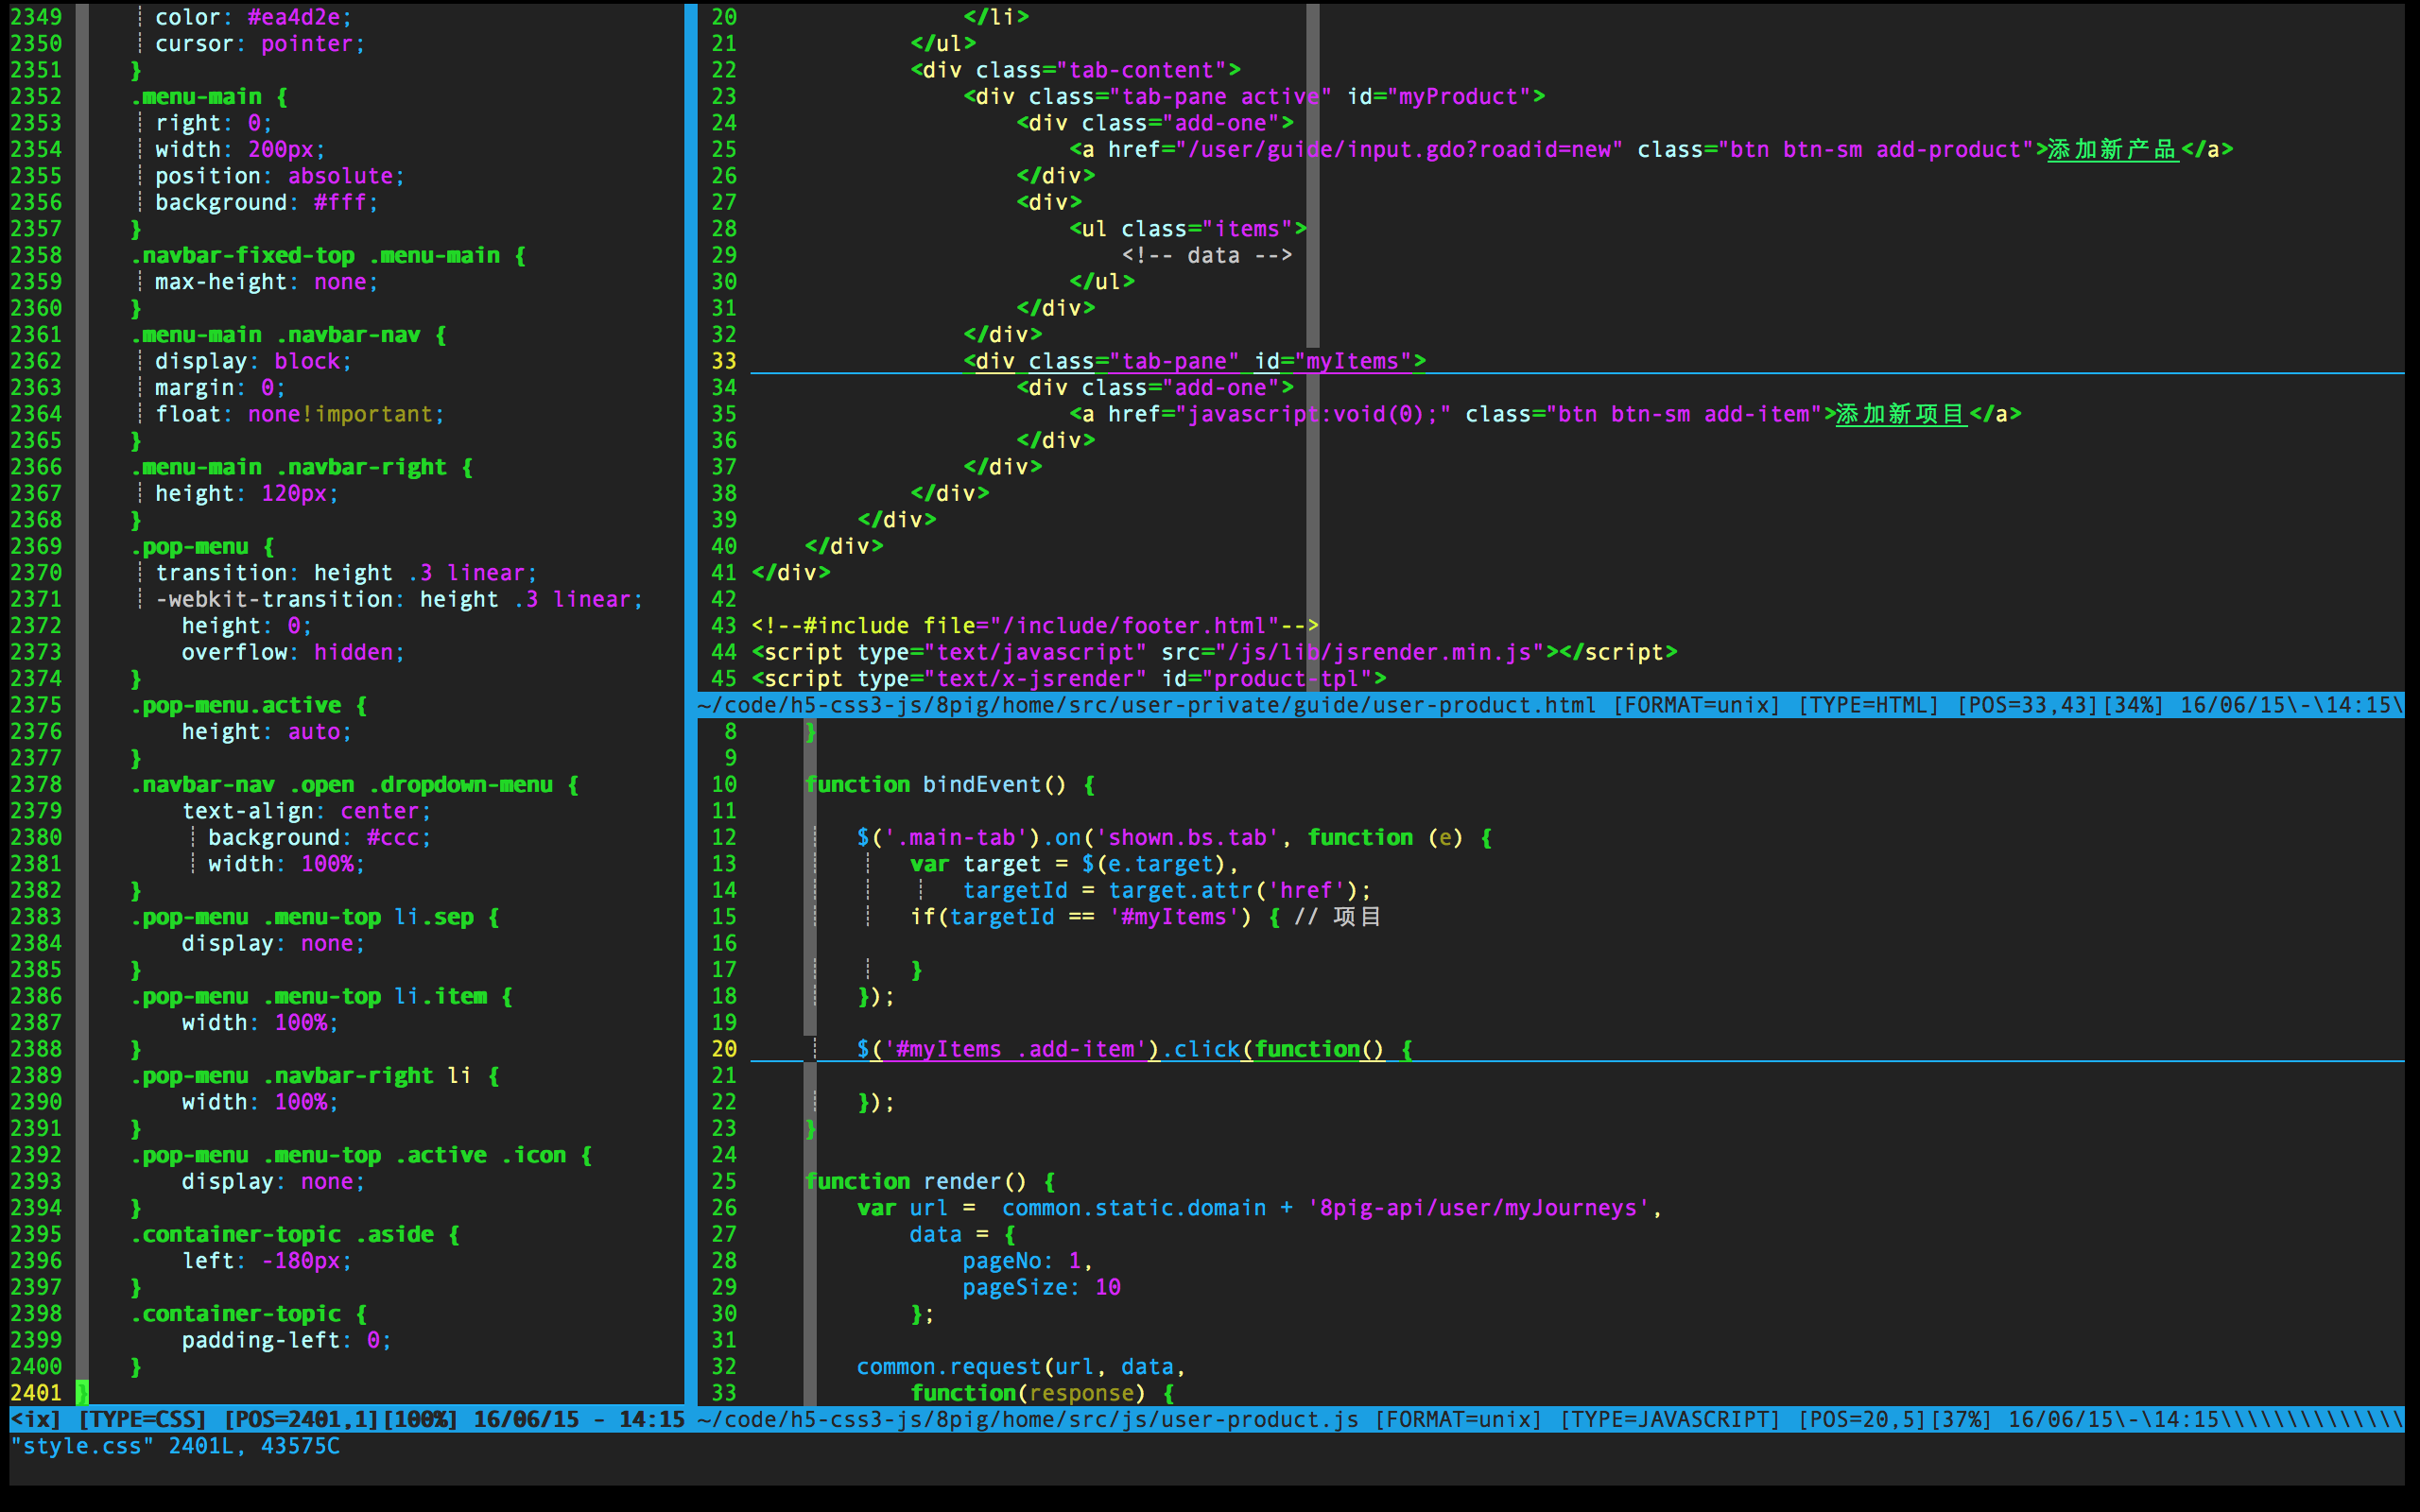 2349 color: #ea4d2e;
2350 cursor: pointer;
2351 }
2352 .menu-main {
2353 right: 0;
2354 width: 200px;
2355 position: absolute;
2356 background: #fff;
2357 }
2358 .navbar-fixed-top .menu-main {
2359 max-height: none;
2360 }
2361 .menu-main .navbar-nav {
2362 display: block;
2363 margin: 0;
2364 float: none!important;
2365 }
2366 .menu-main .navbar-right {
2367 height: 120px;
2368 }
2369 .pop-menu {
2370 transition: height .3 linear;
2371 -webkit-transition: height .3 linear;
2372 height: 0;
2373 overflow: hidden;
2374 }
2375 .pop-menu.active {
2376 height: auto;
2377 }
2378 .navbar-nav .open .dropdown-menu {
2379 text-align: center;
2380 background: #ccc;
2381 width: 100%;
2382 }
2383 .pop-menu .menu-top li.sep {
2384 display: none;
2385 }
2386 .pop-menu .menu-top li.item {
2387 width: 100%;
2388 }
2389 .pop-menu .navbar-right li {
2390 width: 100%;
2391 }
2392 .pop-menu .menu-top .active .icon {
2393 display: none;
2394 }
2395 .container-topic .aside {
2396 left: -180px;
2397 }
2398 .container-topic {
2399 padding-left: 0;
2400 }
2401 }
<ix] [TYPE=CSS] [POS=2401,1][100%] 16/06/15 - 14:15
"style.css" 2401L, 43575C
20 </li>
21 </ul>
22 <div class="tab-content">
23 <div class="tab-pane active" id="myProduct">
24 <div class="add-one">
25 <a href="/user/guide/input.gdo?roadid=new" class="btn btn-sm add-product">添加新产品</a>
26 </div>
27 <div>
28 <ul class="items">
29 <!-- data -->
30 </ul>
31 </div>
32 </div>
33 <div class="tab-pane" id="myItems">
34 <div class="add-one">
35 <a href="javascript:void(0);" class="btn btn-sm add-item">添加新项目</a>
36 </div>
37 </div>
38 </div>
39 </div>
40 </div>
41 </div>
42
43 <!--#include file="/include/footer.html"-->
44 <script type="text/javascript" src="/js/lib/jsrender.min.js"></script>
45 <script type="text/x-jsrender" id="product-tpl">
~/code/h5-css3-js/8pig/home/src/user-private/guide/user-product.html [FORMAT=unix] [TYPE=HTML] [POS=33,43][34%] 16/06/15\-\14:15\
8 }
9
10 function bindEvent() {
11
12 $('.main-tab').on('shown.bs.tab', function (e) {
13 var target = $(e.target),
14 targetId = target.attr('href');
15 if(targetId == '#myItems') { // 项目
16
17 }
18 });
19
20 $('#myItems .add-item').click(function() {
21
22 });
23 }
24
25 function render() {
26 var url =  common.static.domain + '8pig-api/user/myJourneys',
27 data = {
28 pageNo: 1,
29 pageSize: 10
30 };
31
32 common.request(url, data,
33 function(response) {
~/code/h5-css3-js/8pig/home/src/js/user-product.js [FORMAT=unix] [TYPE=JAVASCRIPT] [POS=20,5][37%] 16/06/15\-\14:15\\\\\\\\\\\\\\